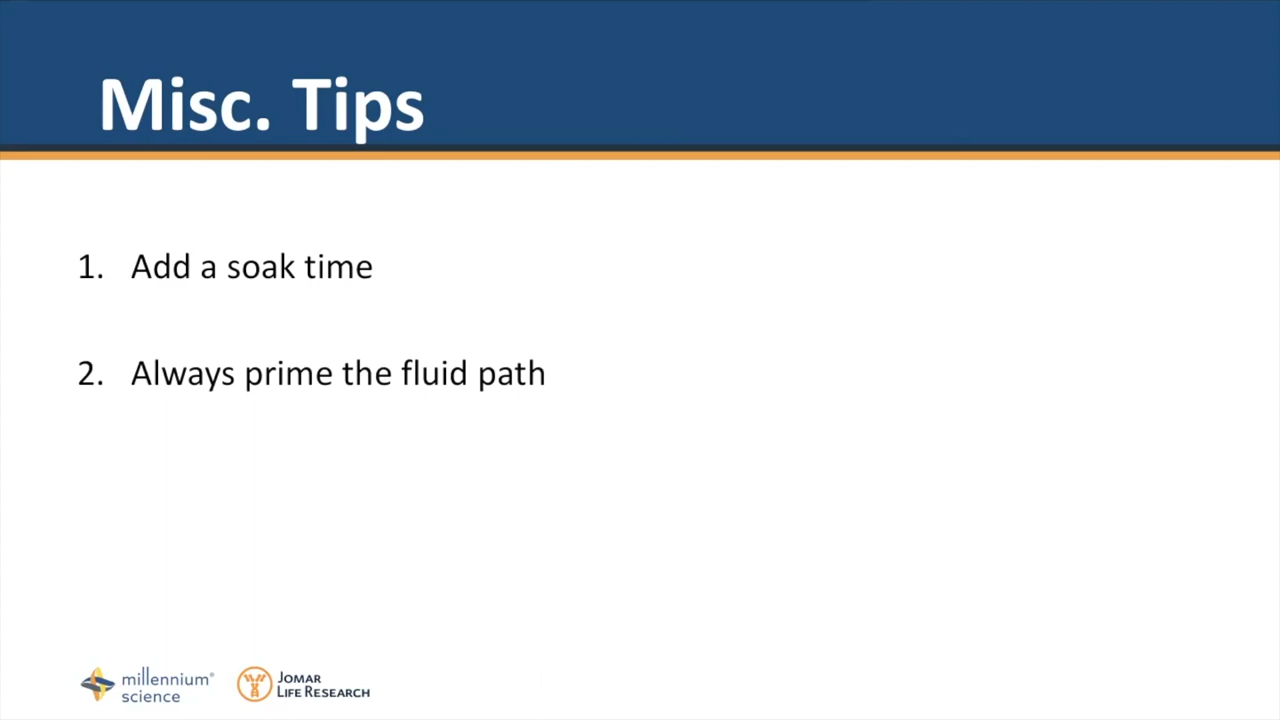 Misc. Tips
1. Add a soak time
2. Always prime the fluid path
millennium®
science
JOMAR
LIFE RESEARCH